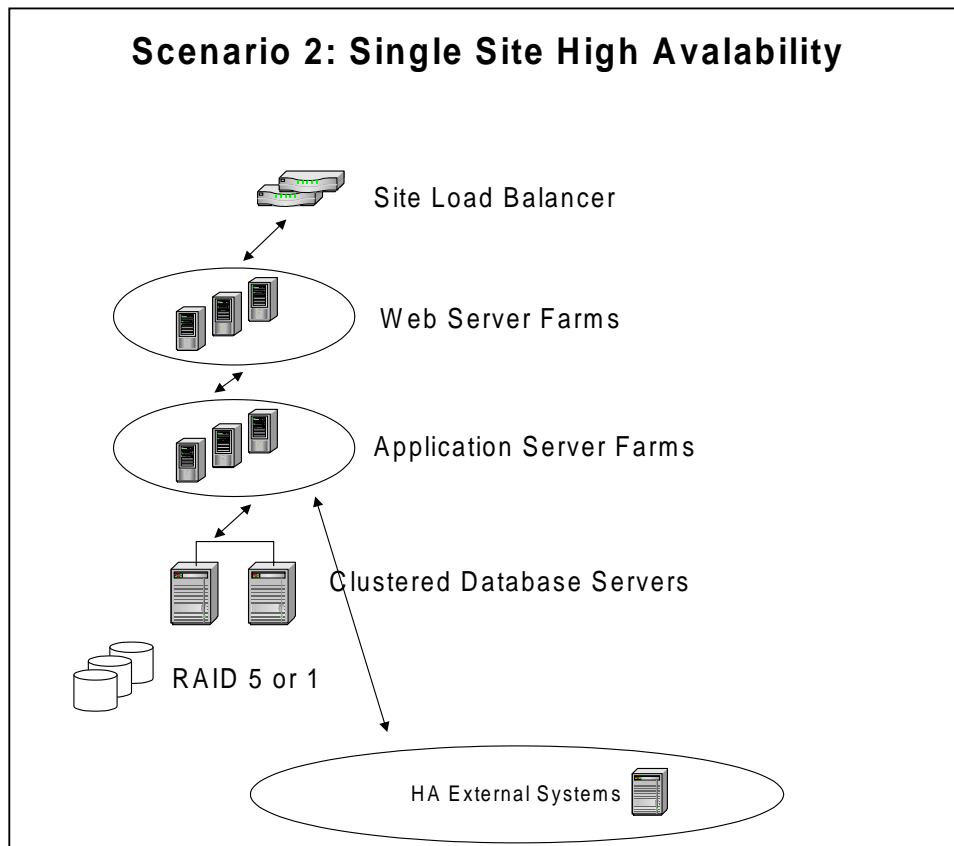 Scenario 2: Single Site High Avalability
Site Load Balancer
Web Server Farms
Application Server Farms
Clustered Database Servers
RAID 5 or 1
HA External Systems